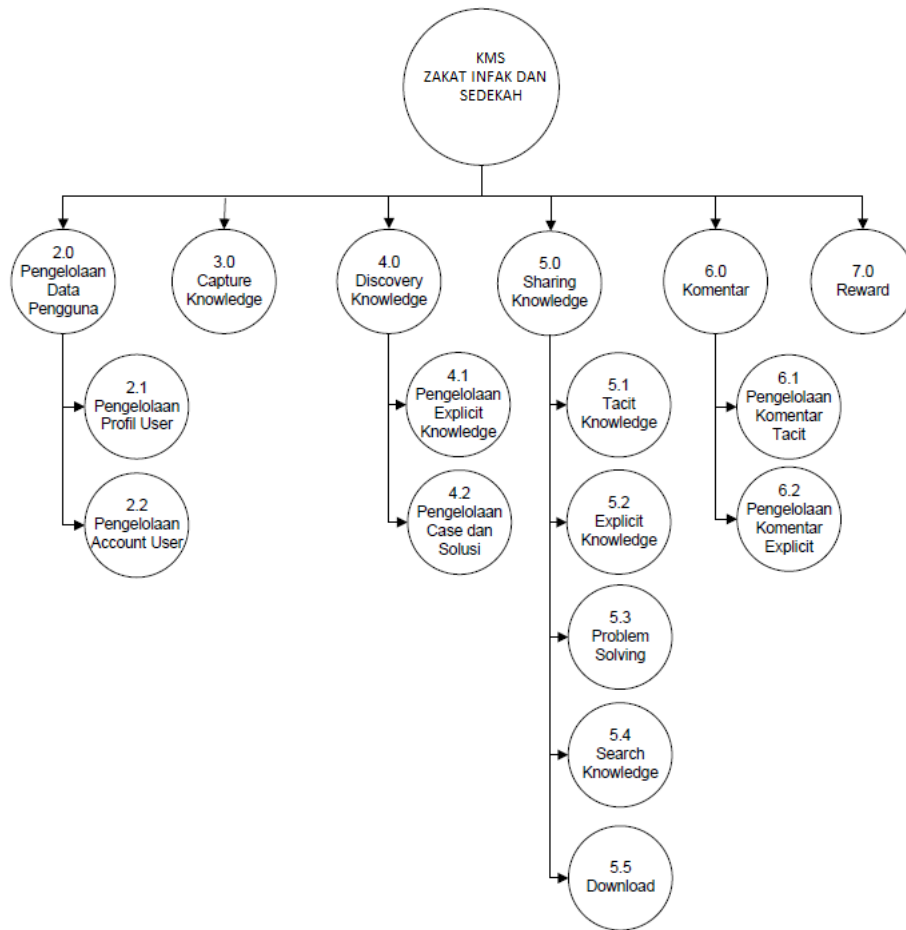 KMS
ZAKAT INFAK DAN
SEDEKAH
2.0
Pengelolaan
Data
Pengguna
3.0
Capture
Knowledge
4.0
Discovery
Knowledge
5.0
Sharing
Knowledge
6.0
Komentar
7.0
Reward
2.1
Pengelolaan
Profil User
2.2
Pengelolaan
Account User
4.1
Pengelolaan
Explicit
Knowledge
4.2
Pengelolaan
Case dan
Solusi
5.1
Tacit
Knowledge
5.2
Explicit
Knowledge
5.3
Problem
Solving
5.4
Search
Knowledge
5.5
Download
6.1
Pengelolaan
Komentar
Tacit
6.2
Pengelolaan
Komentar
Explicit